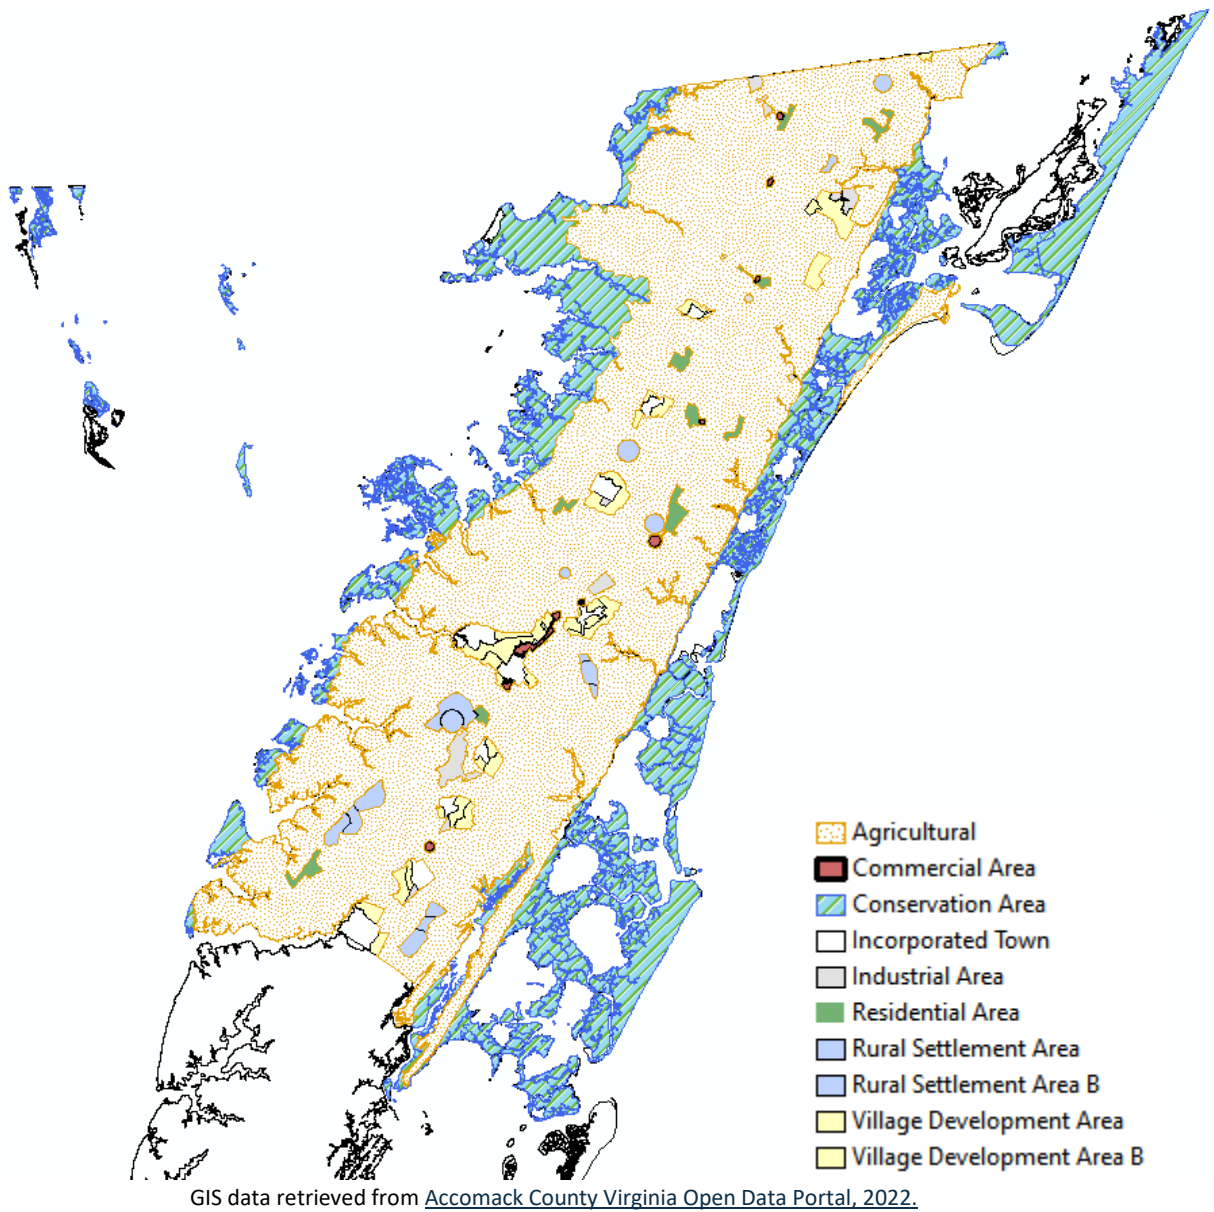 Agricultural
Commercial Area
Conservation Area
Incorporated Town
Industrial Area
Residential Area
Rural Settlement Area
Rural Settlement Area B
Village Development Area
Village Development Area B
GIS data retrieved from Accomack County Virginia Open Data Portal, 2022.